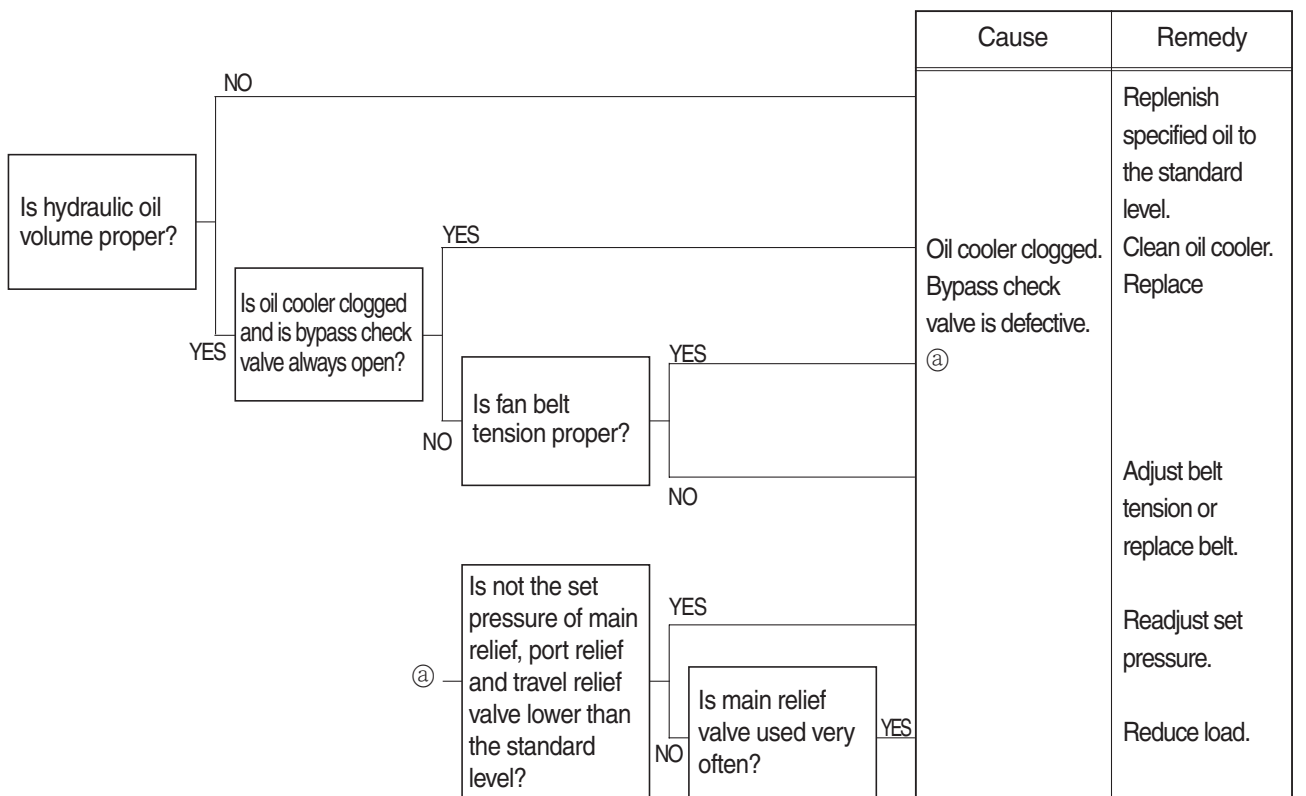 Cause
Remedy
NO
Replenish
specified oil to
the standard
level.
Is hydraulic oil
volume proper?
YES
Oil cooler clogged.
Clean oil cooler.
Bypass check
Replace
valve is defective.
ⓐ
YES
Is oil cooler clogged
and is bypass check
valve always open?
YES
NO
Is fan belt
tension proper?
NO
Adjust belt
tension or
replace belt.
ⓐ
Is not the set
pressure of main
relief, port relief
and travel relief
valve lower than
the standard
level?
YES
Readjust set
pressure.
NO
Is main relief
valve used very
often?
YES
Reduce load.